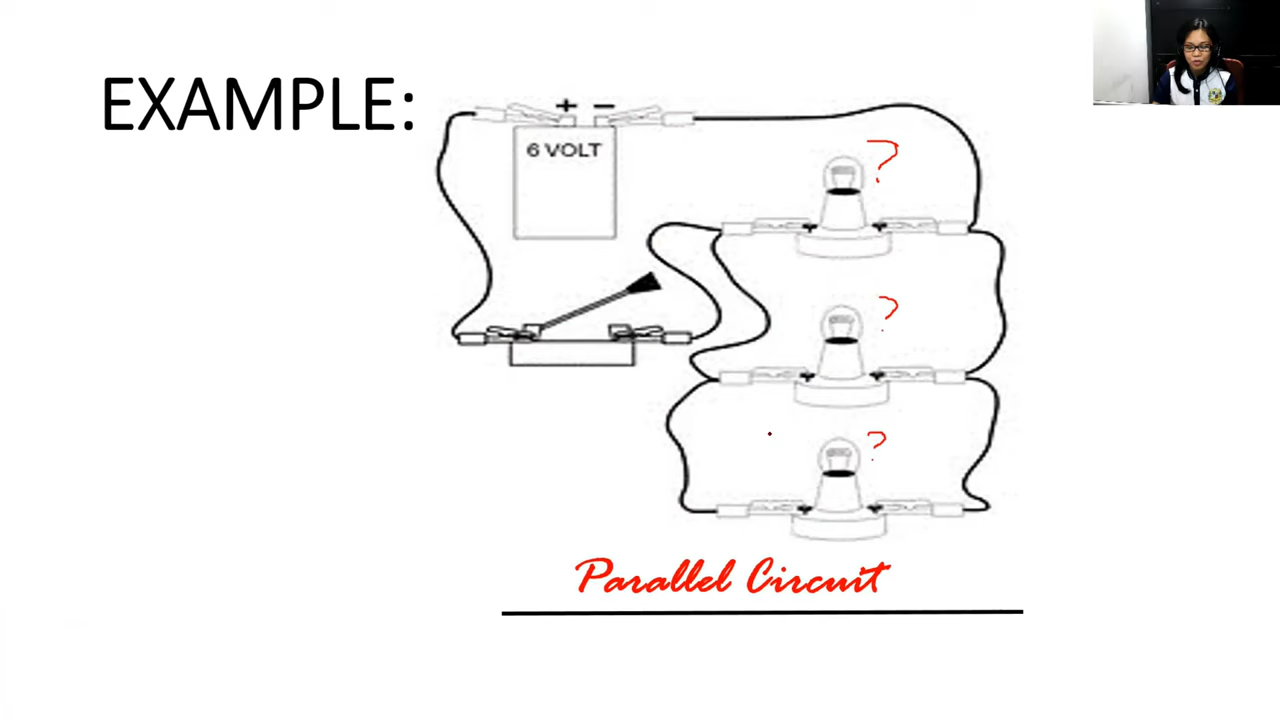 EXAMPLE:
+ –
6 VOLT
?
?
?
Parallel Circuit